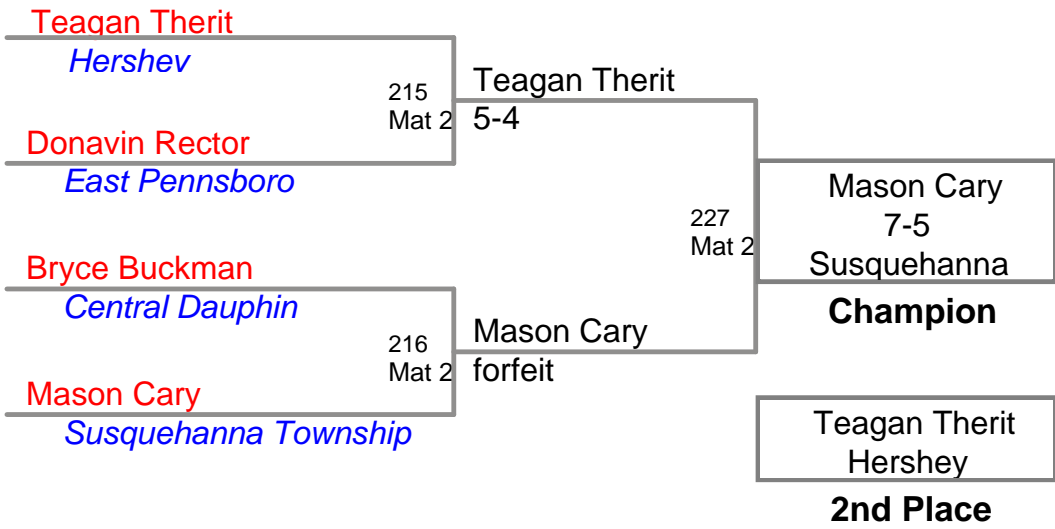 Teagan Therit
Hershey
215
Mat 2
Teagan Therit
5-4
Donavin Rector
East Pennsboro
Mason Cary
7-5
Susquehanna
Champion
227
Mat 2
Bryce Buckman
Central Dauphin
216
Mat 2
Mason Cary
forfeit
Mason Cary
Susquehanna Township
Teagan Therit
Hershey
2nd Place